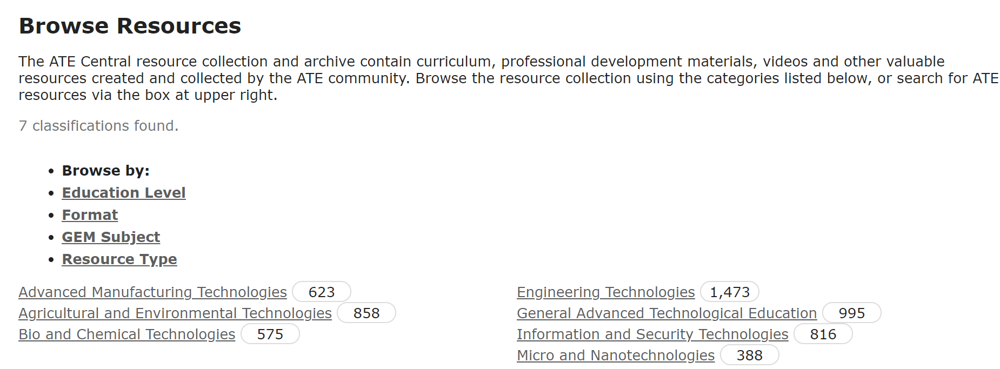 Browse Resources
The ATE Central resource collection and archive contain curriculum, professional development materials, videos and other valuable
resources created and collected by the ATE community. Browse the resource collection using the categories listed below, or search for ATE
resources via the box at upper right.
7 classifications found.
• Browse by:
• Education Level
• Format
• GEM Subject
• Resource Type
Advanced Manufacturing Technologies 623
Agricultural and Environmental Technologies 858
Bio and Chemical Technologies 575
Engineering Technologies 1,473
General Advanced Technological Education 995
Information and Security Technologies 816
Micro and Nanotechnologies 388